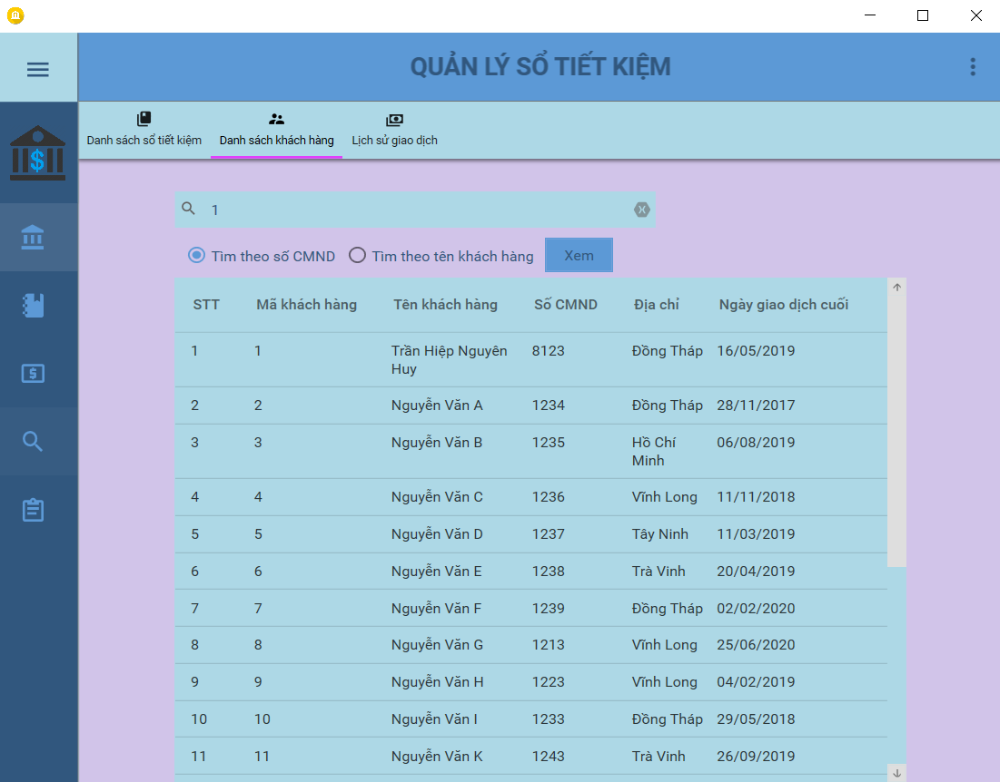 QUẢN LÝ SỔ TIẾT KIỆM
Danh sách sổ tiết kiệm Danh sách khách hàng Lịch sử giao dịch
$
1
X
Tìm theo số CMND Tìm theo tên khách hàng Xem
STT Mã khách hàng Tên khách hàng Số CMND Địa chỉ Ngày giao dịch cuối
1 1 Trần Hiệp Nguyên 8123 Đồng Tháp 16/05/2019
Huy
2 2 Nguyễn Văn A 1234 Đồng Tháp 28/11/2017
3 3 Nguyễn Văn B 1235 Hồ Chí 06/08/2019
Minh
4 4 Nguyễn Văn C 1236 Vĩnh Long 11/11/2018
5 5 Nguyễn Văn D 1237 Tây Ninh 11/03/2019
6 6 Nguyễn Văn E 1238 Trà Vinh 20/04/2019
7 7 Nguyễn Văn F 1239 Đồng Tháp 02/02/2020
8 8 Nguyễn Văn G 1213 Vĩnh Long 25/06/2020
9 9 Nguyễn Văn H 1223 Vĩnh Long 04/02/2019
10 10 Nguyễn Văn I 1233 Đồng Tháp 29/05/2018
11 11 Nguyễn Văn K 1243 Trà Vinh 26/09/2019